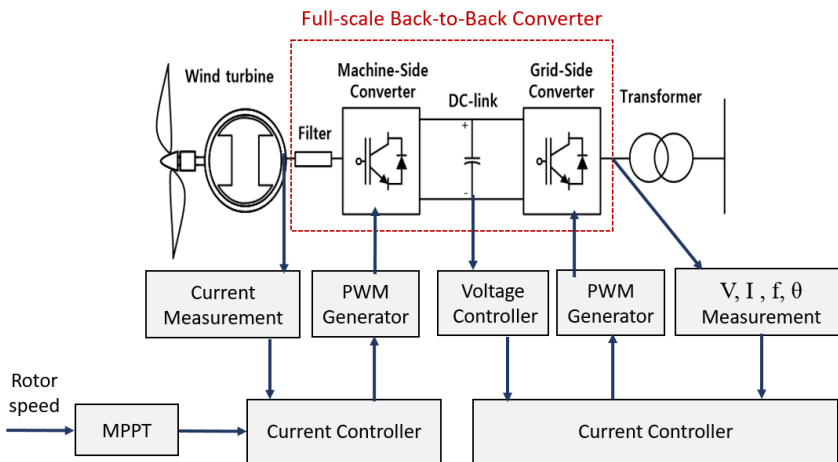 Full-scale Back-to-Back Converter
Wind turbine
Machine-Side
Converter
DC-link
Grid-Side
Converter
Transformer
Filter
+
-
Current
Measurement
PWM
Generator
Voltage
Controller
PWM
Generator
V, I , f, θ
Measurement
Rotor
speed
MPPT
Current Controller
Current Controller